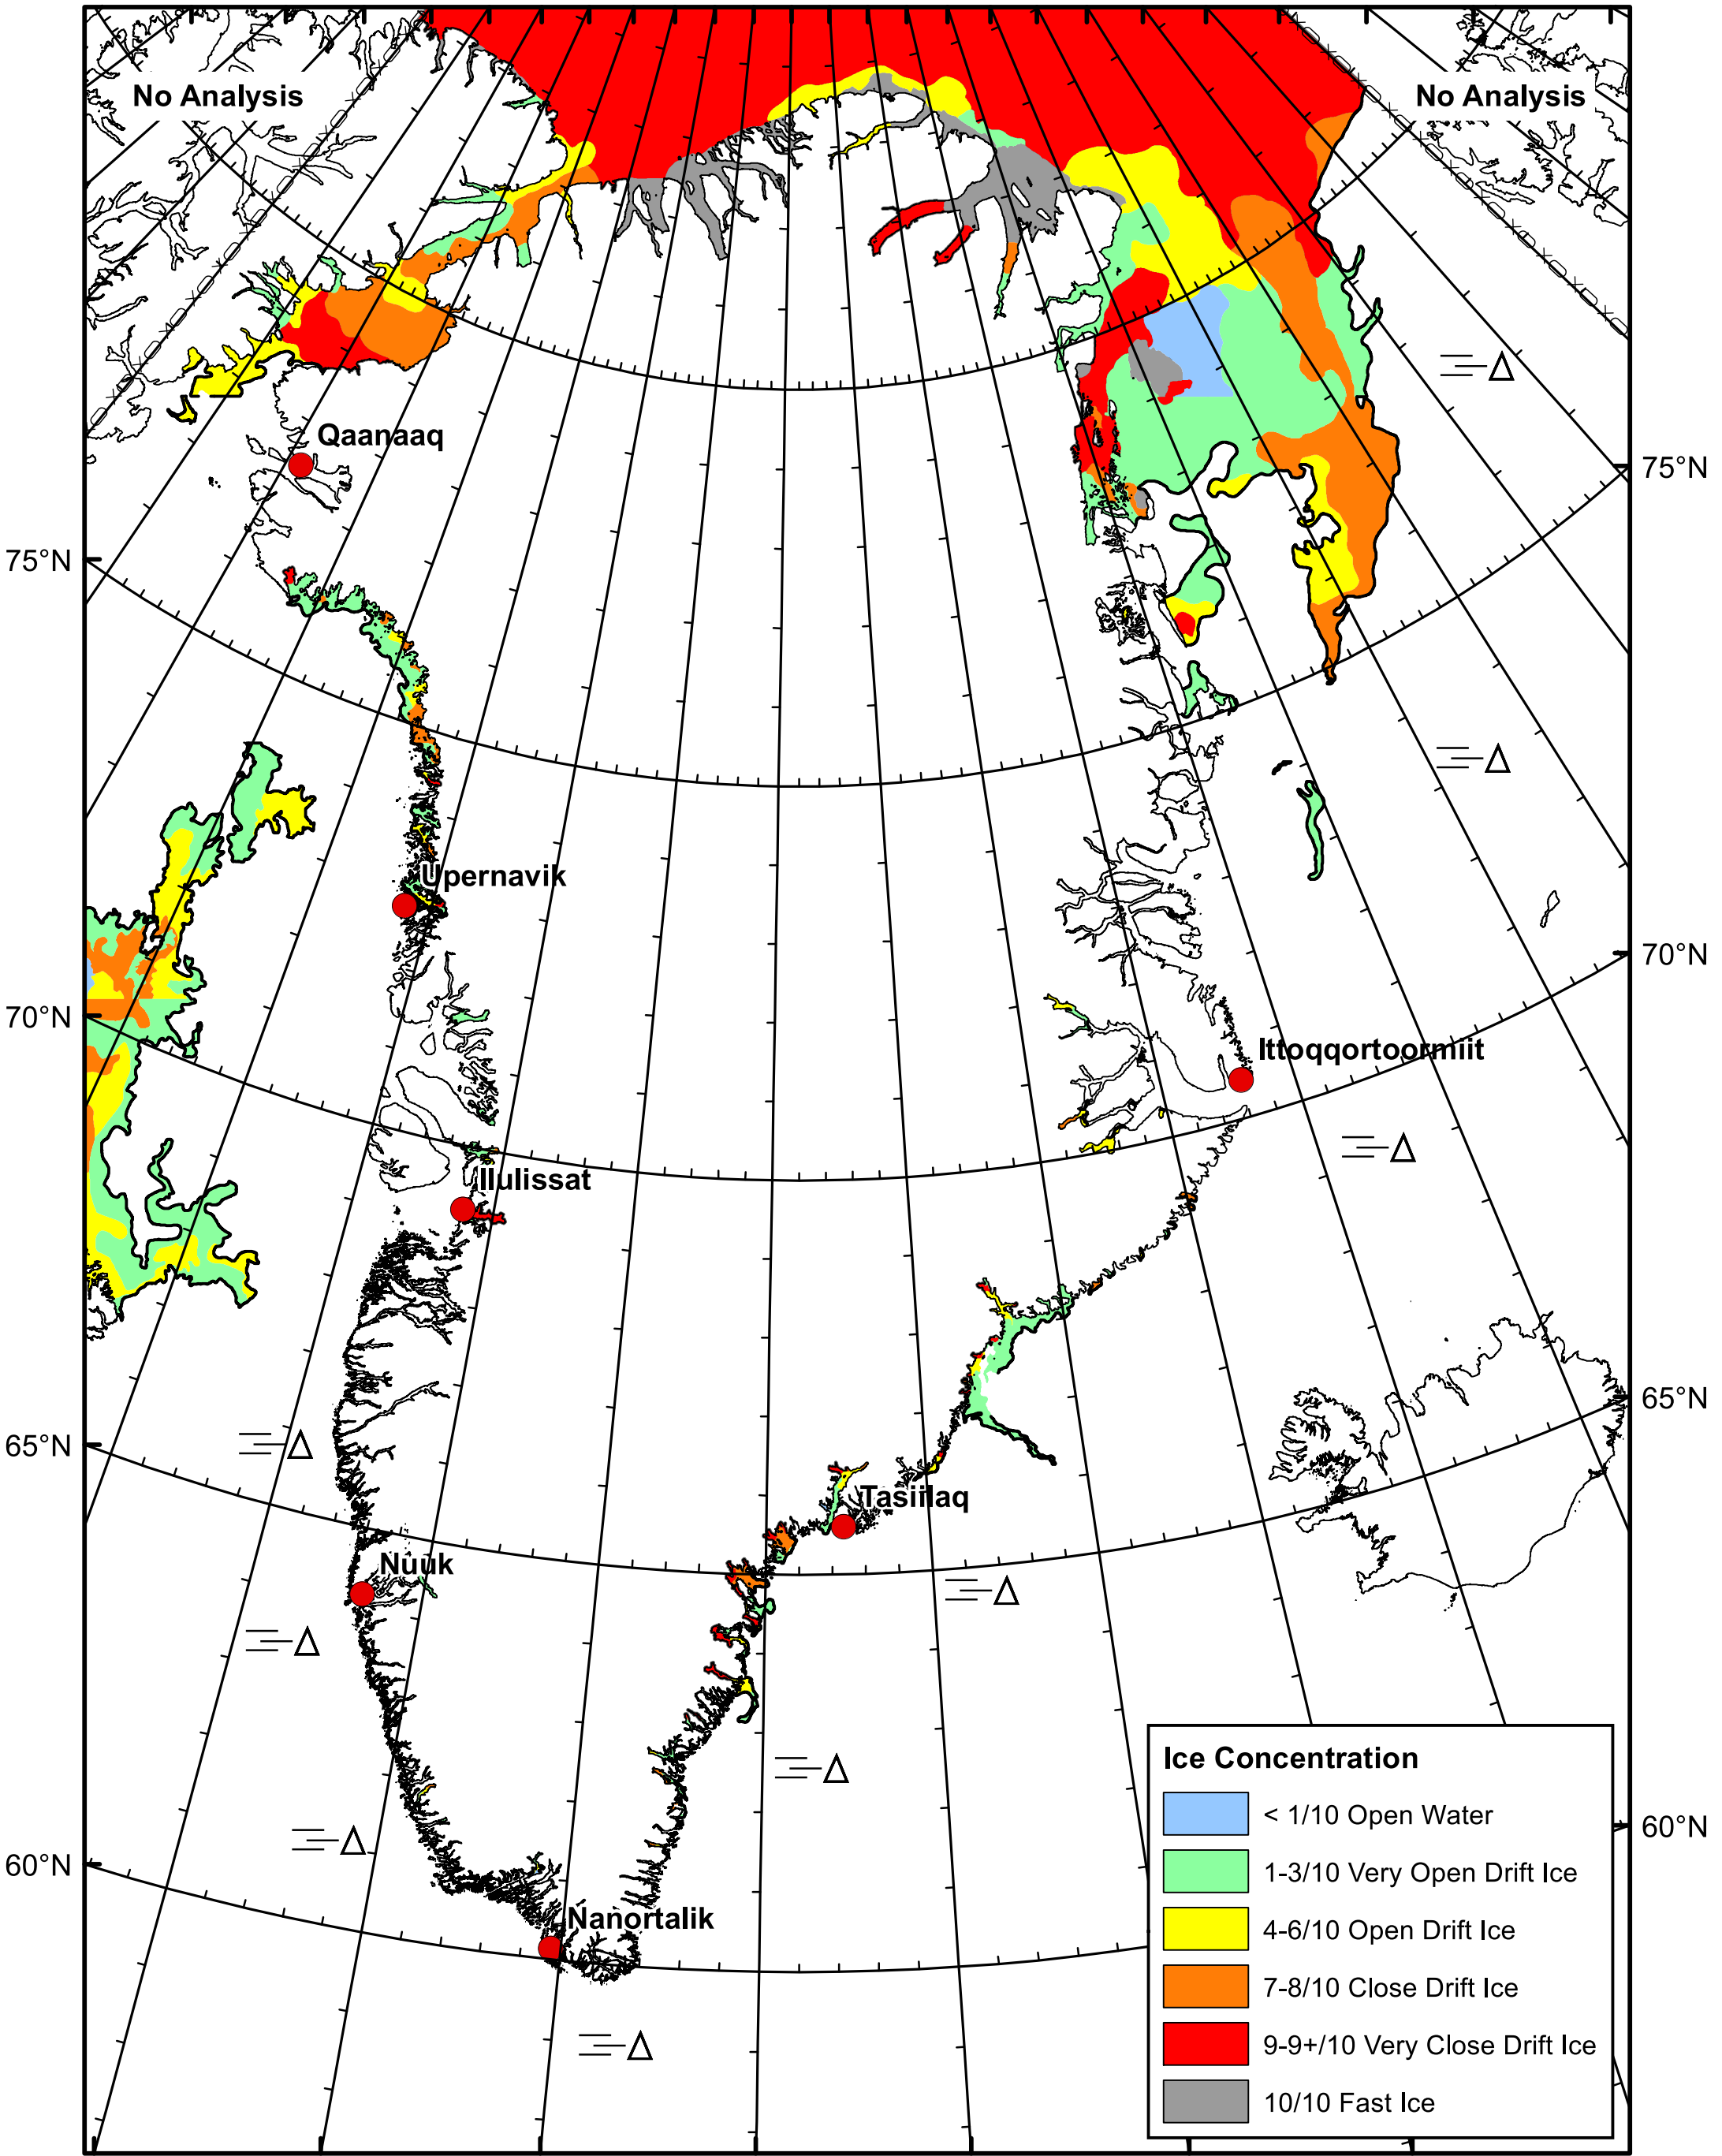 No Analysis
No Analysis
Qaanaaq
75°N
75°N
Upernavik
70°N
70°N
Ittoqqortoormiit
Ilulissat
65°N
65°N
Tasiilaq
Nuuk
60°N
60°N
Nanortalik
Ice Concentration
< 1/10 Open Water
1-3/10 Very Open Drift Ice
4-6/10 Open Drift Ice
7-8/10 Close Drift Ice
9-9+/10 Very Close Drift Ice
10/10 Fast Ice